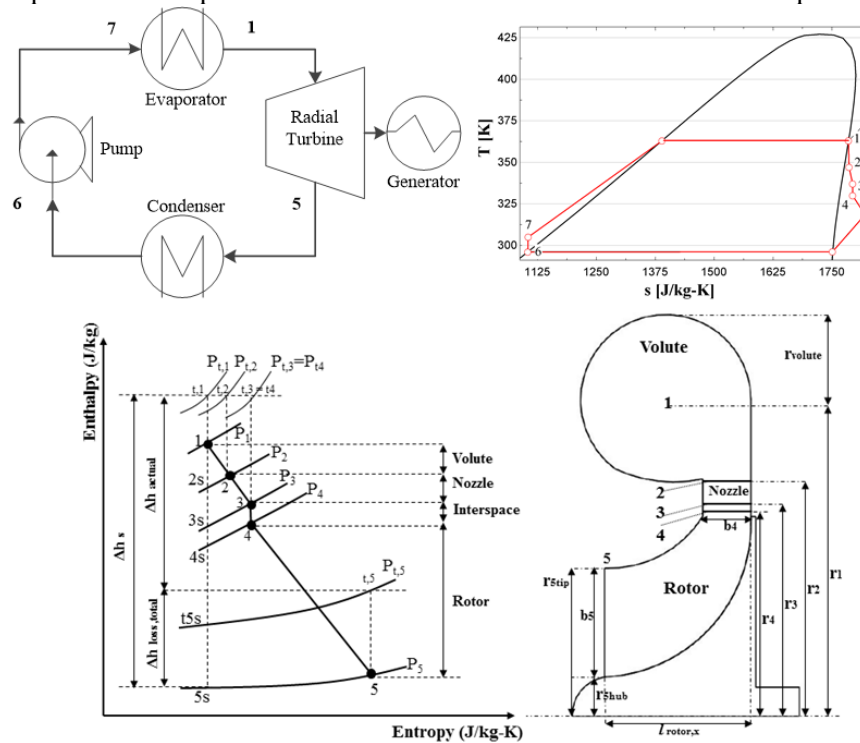 7
1
Evaporator
Radial
Turbine
Pump
Generator
6
Condenser
5
T [K]
425
400
375
350
325
300
1
2
3
4
7
6
1125
1250
1375
1500
1625
1750
s [J/kg-K]
Enthalpy (J/kg)
Pt,1
Pt,2
Pt,3=Pt4
t,1
t,2
t,3 = t4
1
P1
Volute
2s
2
P2
Nozzle
3s
3
P3
Interspace
4s
4
P4
Δh actual
Δh s
Rotor
Pt,5
t,5
t5s
Δh loss,total
P5
5s
5
Entropy (J/kg-K)
Volute
rvolute
1
2
Nozzle
3
4
b4
5
Rotor
r5tip
b5
r5hub
r4
r3
r2
r1
lrotor,x